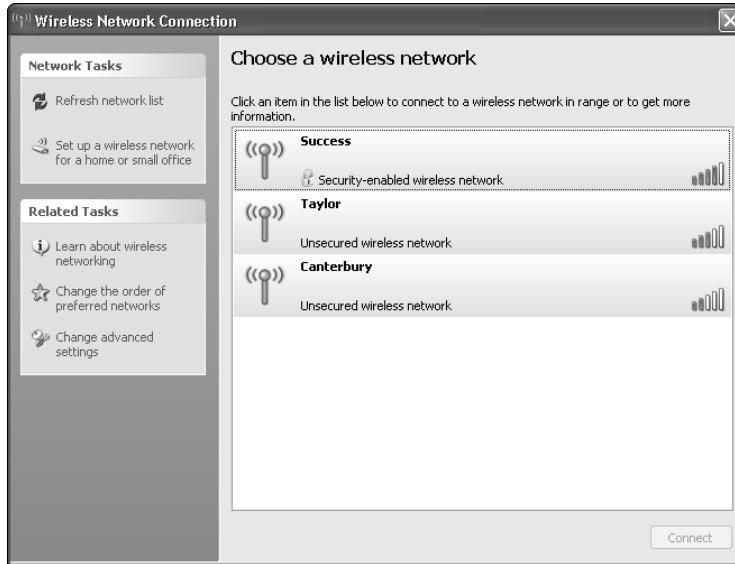 Wireless Network Connection
Network Tasks
Refresh network list
Set up a wireless network
for a home or small office
Related Tasks
Learn about wireless
networking
Change the order of
preferred networks
Change advanced
settings
Choose a wireless network
Click an item in the list below to connect to a wireless network in range or to get more
information.
Success
Security-enabled wireless network
Taylor
Unsecured wireless network
Canterbury
Unsecured wireless network
Connect